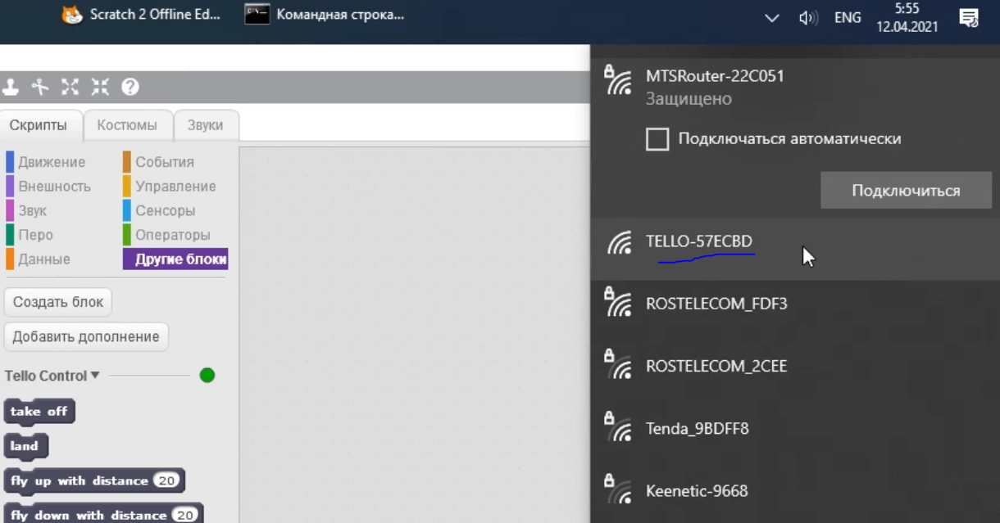 Scratch 2 Offline Ed...
Командная строка...
ENG
5:55
12.04.2021
Скрипты
Костюмы
Звуки
Движение
События
Внешность
Управление
Звук
Сенсоры
Перо
Операторы
Данные
Другие блоки
Создать блок
Добавить дополнение
Tello Control
take off
land
fly up with distance 20
fly down with distance 20
MTSRouter-22C051
Защищено
Подключаться автоматически
Подключиться
TELLO-57ECBD
ROSTELECOM_FDF3
ROSTELECOM_2CEE
Tenda_9BDFF8
Keenetic-9668